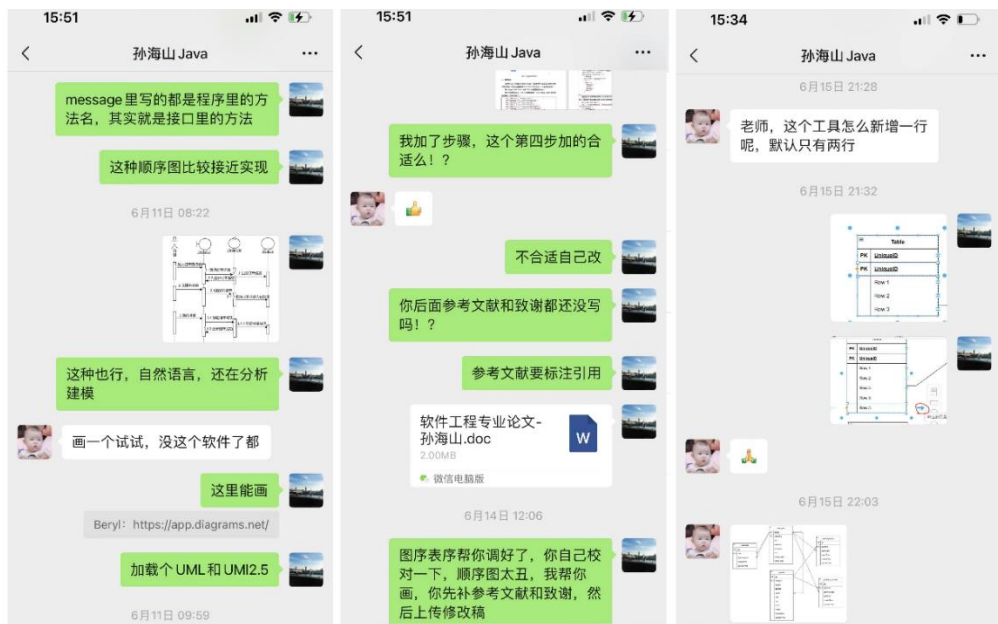 15:51
孙海山 Java
message里写的都是程序里的方
法名，其实就是接口里的方法
这种顺序图比较接近实现
6月11日 08:22
这种也行，自然语言，还在分析
建模
画一个试试，没这个软件了都
这里能画
Beryl：https://app.diagrams.net/
加载个UML和UMl2.5
6月11日 09:59
15:51
孙海山 Java
我加了步骤，这个第四步加的合
适么！？
不合适自己改
你后面参考文献和致谢都还没写
吗！？
参考文献要标注引用
软件工程专业论文-
孙海山.doc
2.00MB
W
微信电脑版
6月14日 12:06
图序表序帮你调好了，你自己校
对一下，顺序图太丑，我帮你
画，你先补参考文献和致谢，然
后上传修改稿
15:34
孙海山 Java
6月15日 21:28
老师，这个工具怎么新增一行
呢，默认只有两行
6月15日 21:32
Table
PK UniqueID
PK UniqueID
Row 1
Row 2
Row 3
PK UniqueID
PK UniqueID
Row 1
Row 2
Row 3
6月15日 22:03